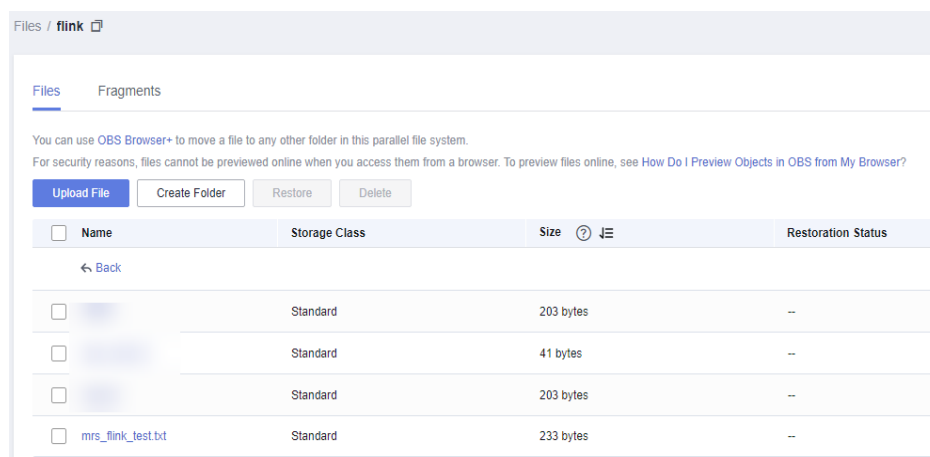 Files / flink
Files Fragments
You can use OBS Browser+ to move a file to any other folder in this parallel file system.
For security reasons, files cannot be previewed online when you access them from a browser. To preview files online, see How Do I Preview Objects in OBS from My Browser?
Upload File Create Folder Restore Delete
Name Storage Class Size Restoration Status
Back
Standard 203 bytes --
Standard 41 bytes --
Standard 203 bytes --
mrs_flink_test.txt Standard 233 bytes --